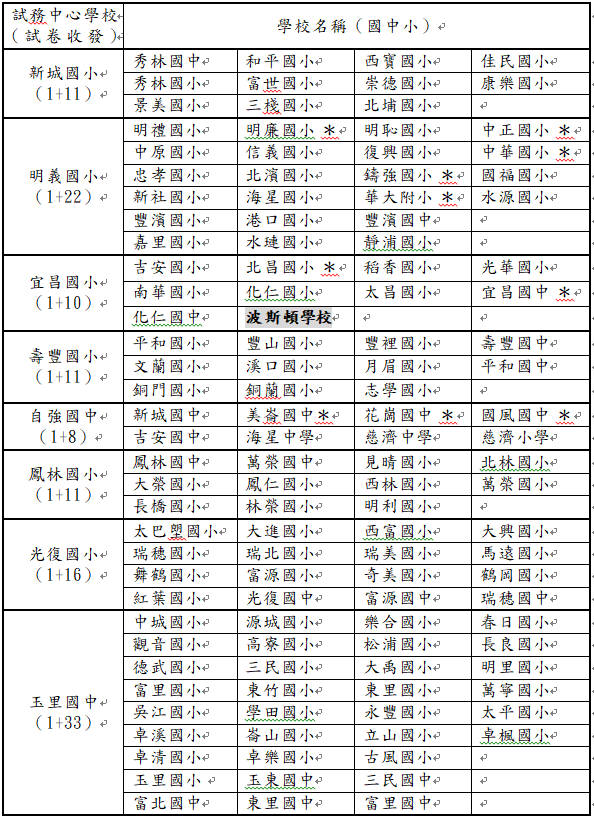 試務中心學校 學校名稱（國中小）
（試卷收發）
新城國小
(1+11)
秀林國中 和平國小 西寶國小 佳民國小
秀林國小 富世國小 崇德國小 康樂國小
景美國小 三棧國小 北埔國小
明義國小
(1+22)
明禮國小 明廉國小 ＊ 明恥國小 中正國小 ＊
中原國小 信義國小 復興國小 中華國小 ＊
忠孝國小 北濱國小 鑄強國小 ＊ 國福國小
新社國小 海星國小 華大附小 ＊ 水源國小
豐濱國小 港口國小 豐濱國中
嘉里國小 水璉國小 靜浦國小
宜昌國小
(1+10)
吉安國小 北昌國小 ＊ 稻香國小 光華國小
南華國小 化仁國小 太昌國小 宜昌國中 ＊
化仁國中 波斯頓學校
壽豐國小
(1+11)
平和國小 豐山國小 豐裡國小 壽豐國中
文蘭國小 溪口國小 月眉國小 平和國中
銅門國小 銅蘭國小 志學國小
自強國中
(1+8)
新城國中 美崙國中＊ 花崗國中 ＊ 國風國中 ＊
吉安國中 海星中學 慈濟中學 慈濟小學
鳳林國小
(1+11)
鳳林國中 萬榮國中 見晴國小 北林國小
大榮國小 鳳仁國小 西林國小 萬榮國小
長橋國小 林榮國小 明利國小
光復國小
(1+16)
太巴塱國小 大進國小 西富國小 大興國小
瑞穗國小 瑞北國小 瑞美國小 馬遠國小
舞鶴國小 富源國小 奇美國小 鶴岡國小
紅葉國小 光復國中 富源國中 瑞穗國中
玉里國中
(1+33)
中城國小 源城國小 樂合國小 春日國小
觀音國小 高寮國小 松浦國小 長良國小
德武國小 三民國小 大禹國小 明里國小
富里國小 東竹國小 東里國小 萬寧國小
吳江國小 學田國小 永豐國小 太平國小
卓溪國小 崙山國小 立山國小 卓楓國小
卓清國小 卓樂國小 古風國小
玉里國小 玉東國中 三民國中
富北國中 東里國中 富里國中